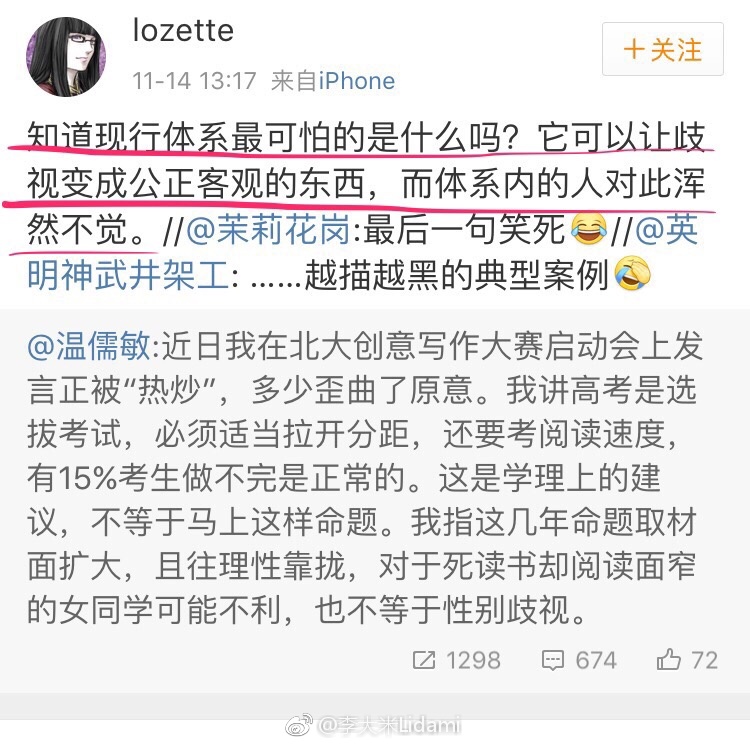 lozette
+关注
11-14 13:17 来自iPhone
知道现行体系最可怕的是什么吗？它可以让歧
视变成公正客观的东西，而体系内的人对此浑
然不觉。//@茉莉花岗:最后一句笑死😂//@英
明神武井架工: ……越描越黑的典型案例🤣
@温儒敏:近日我在北大创意写作大赛启动会上发
言正被“热炒”，多少歪曲了原意。我讲高考是选
拔考试，必须适当拉开分距，还要考阅读速度，
有15%考生做不完是正常的。这是学理上的建
议，不等于马上这样命题。我指这几年命题取材
面扩大，且往理性靠拢，对于死读书却阅读面窄
的女同学可能不利，也不等于性别歧视。
1298 674 72
@李大米Lidami